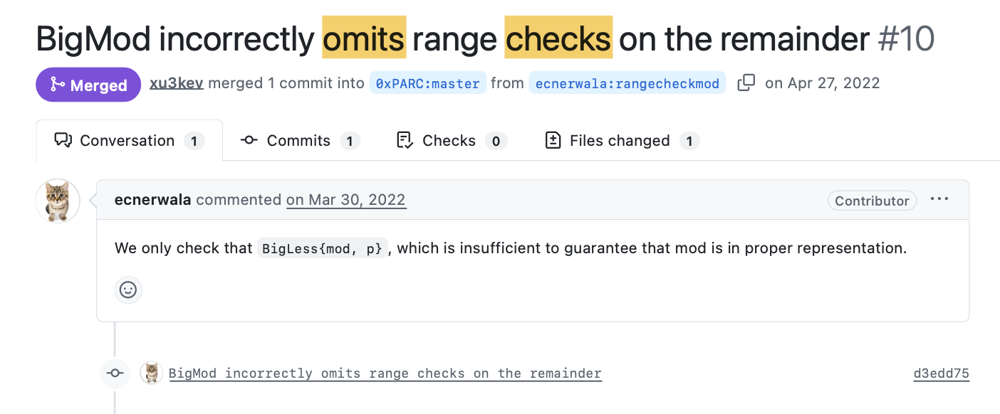 BigMod incorrectly omits range checks on the remainder #10
Merged xu3kev merged 1 commit into 0xPARC:master from ecnerwala:rangecheckmod on Apr 27, 2022
Conversation 1 Commits 1 Checks 0 Files changed 1
ecnerwala commented on Mar 30, 2022 Contributor ...
We only check that BigLess{mod, p}, which is insufficient to guarantee that mod is in proper representation.
BigMod incorrectly omits range checks on the remainder d3edd75